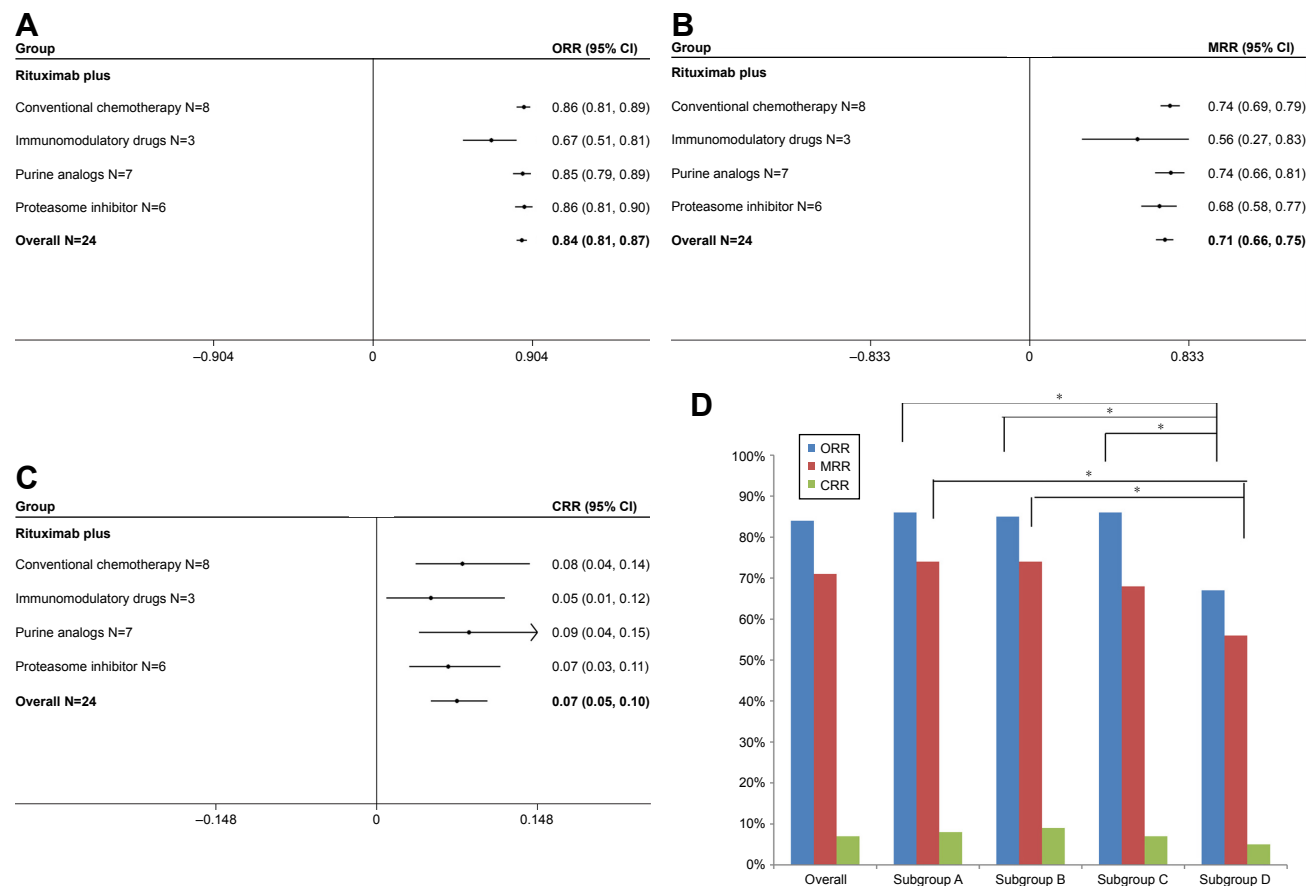 A
Group ORR (95% CI)
Rituximab plus
Conventional chemotherapy N=8 0.86 (0.81, 0.89)
Immunomodulatory drugs N=3 0.67 (0.51, 0.81)
Purine analogs N=7 0.85 (0.79, 0.89)
Proteasome inhibitor N=6 0.86 (0.81, 0.90)
Overall N=24 0.84 (0.81, 0.87)
–0.904 0 0.904
B
Group MRR (95% CI)
Rituximab plus
Conventional chemotherapy N=8 0.74 (0.69, 0.79)
Immunomodulatory drugs N=3 0.56 (0.27, 0.83)
Purine analogs N=7 0.74 (0.66, 0.81)
Proteasome inhibitor N=6 0.68 (0.58, 0.77)
Overall N=24 0.71 (0.66, 0.75)
–0.833 0 0.833
C
Group CRR (95% CI)
Rituximab plus
Conventional chemotherapy N=8 0.08 (0.04, 0.14)
Immunomodulatory drugs N=3 0.05 (0.01, 0.12)
Purine analogs N=7 0.09 (0.04, 0.15)
Proteasome inhibitor N=6 0.07 (0.03, 0.11)
Overall N=24 0.07 (0.05, 0.10)
–0.148 0 0.148
D
*
*
*
*
*
ORR
MRR
CRR
100%
90%
80%
70%
60%
50%
40%
30%
20%
10%
0%
Overall Subgroup A Subgroup B Subgroup C Subgroup D